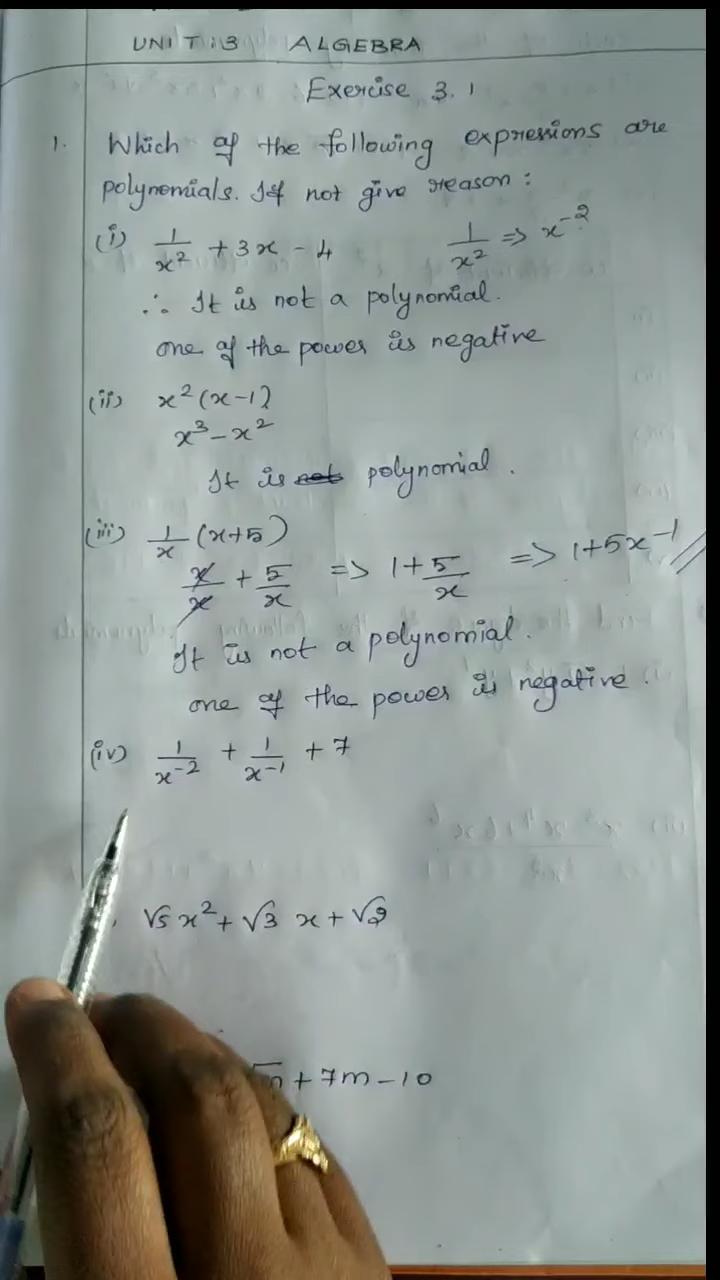 UNIT: 3 ALGEBRA
Exercise 3.1
1. Which of the following expressions are
polynomials. If not give reason:
(i) 1/x² + 3x - 4 1/x² => x⁻²
∴ It is not a polynomial.
one of the power is negative
(ii) x²(x-1)
x³ - x²
It is ~~not~~ polynomial.
(iii) 1/x (x+5)
x/x + 5/x => 1 + 5/x => 1+5x⁻¹ //
It is not a polynomial.
one of the power is negative.
(iv) 1/x⁻² + 1/x⁻¹ + 7
√5 x² + √3 x + √2
+ 7m - 10